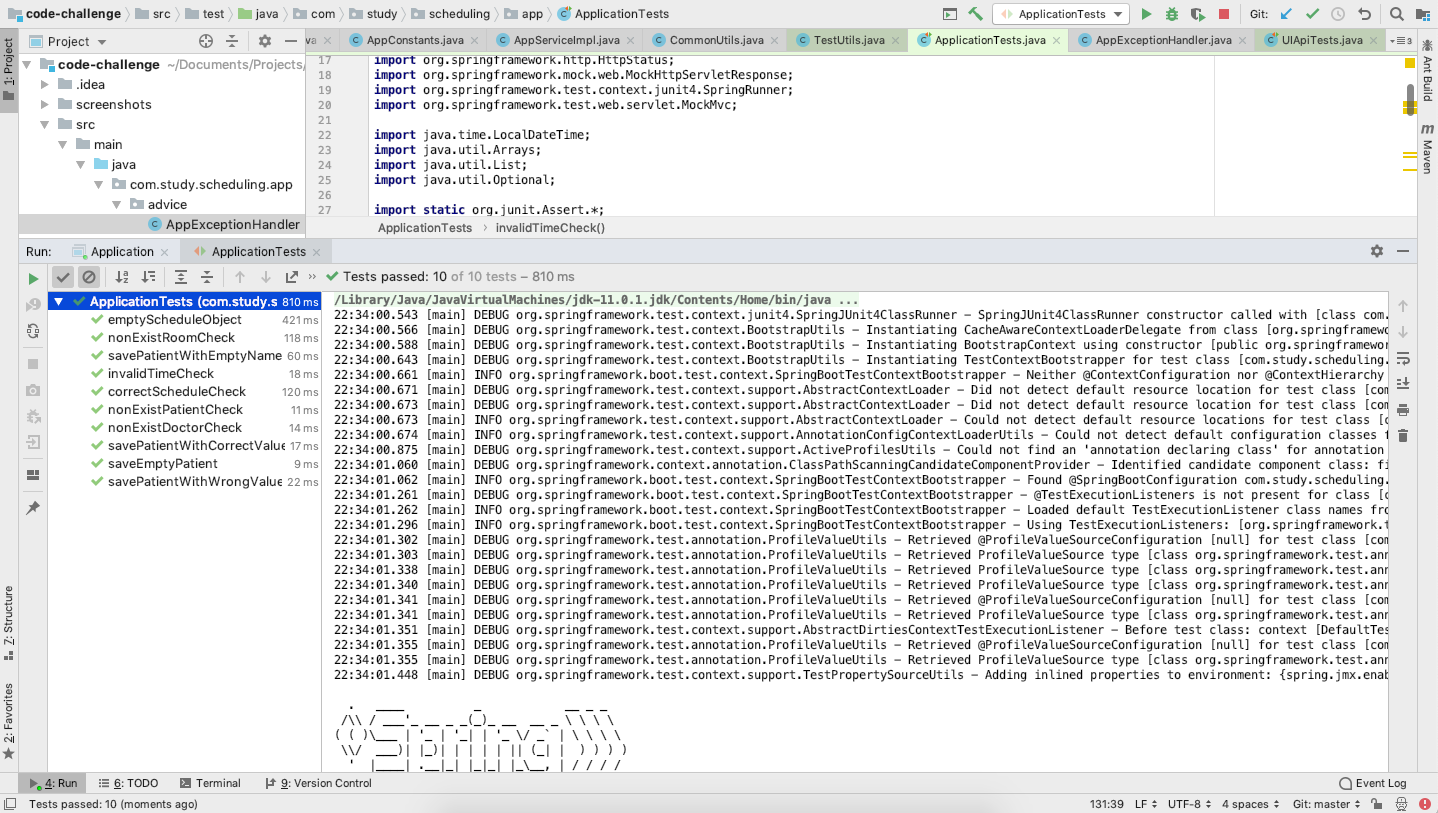 code-challenge src test java com study scheduling app ApplicationTests
ApplicationTests Git:
1: Project
Project
va AppConstants.java AppServiceImpl.java CommonUtils.java TestUtils.java ApplicationTests.java AppExceptionHandler.java UIApiTests.java 3
code-challenge ~/Documents/Projects/
.idea
screenshots
src
main
java
com.study.scheduling.app
advice
AppExceptionHandler
17 import org.springframework.http.HttpStatus;
18 import org.springframework.mock.web.MockHttpServletResponse;
19 import org.springframework.test.context.junit4.SpringRunner;
20 import org.springframework.test.web.servlet.MockMvc;
21
22 import java.time.LocalDateTime;
23 import java.util.Arrays;
24 import java.util.List;
25 import java.util.Optional;
26
27 import static org.junit.Assert.*;
ApplicationTests invalidTimeCheck()
Ant Build
m Maven
Run: Application ApplicationTests
Tests passed: 10 of 10 tests – 810 ms
ApplicationTests (com.study.s 810 ms
emptyScheduleObject 421 ms
nonExistRoomCheck 118 ms
savePatientWithEmptyName 60 ms
invalidTimeCheck 18 ms
correctScheduleCheck 120 ms
nonExistPatientCheck 11 ms
nonExistDoctorCheck 14 ms
savePatientWithCorrectValue 17 ms
saveEmptyPatient 9 ms
savePatientWithWrongValue 22 ms
/Library/Java/JavaVirtualMachines/jdk-11.0.1.jdk/Contents/Home/bin/java ...
22:34:00.543 [main] DEBUG org.springframework.test.context.junit4.SpringJUnit4ClassRunner - SpringJUnit4ClassRunner constructor called with [class com.
22:34:00.566 [main] DEBUG org.springframework.test.context.BootstrapUtils - Instantiating CacheAwareContextLoaderDelegate from class [org.springframewo
22:34:00.588 [main] DEBUG org.springframework.test.context.BootstrapUtils - Instantiating BootstrapContext using constructor [public org.springframewor
22:34:00.643 [main] DEBUG org.springframework.test.context.BootstrapUtils - Instantiating TestContextBootstrapper for test class [com.study.scheduling.
22:34:00.661 [main] INFO org.springframework.boot.test.context.SpringBootTestContextBootstrapper - Neither @ContextConfiguration nor @ContextHierarchy
22:34:00.671 [main] DEBUG org.springframework.test.context.support.AbstractContextLoader - Did not detect default resource location for test class [com
22:34:00.673 [main] DEBUG org.springframework.test.context.support.AbstractContextLoader - Did not detect default resource location for test class [com
22:34:00.673 [main] INFO org.springframework.test.context.support.AbstractContextLoader - Could not detect default resource locations for test class [c
22:34:00.674 [main] INFO org.springframework.test.context.support.AnnotationConfigContextLoaderUtils - Could not detect default configuration classes f
22:34:00.875 [main] DEBUG org.springframework.test.context.support.ActiveProfilesUtils - Could not find an 'annotation declaring class' for annotation
22:34:01.060 [main] DEBUG org.springframework.context.annotation.ClassPathScanningCandidateComponentProvider - Identified candidate component class: fi
22:34:01.062 [main] INFO org.springframework.boot.test.context.SpringBootTestContextBootstrapper - Found @SpringBootConfiguration com.study.scheduling.
22:34:01.261 [main] DEBUG org.springframework.boot.test.context.SpringBootTestContextBootstrapper - @TestExecutionListeners is not present for class [c
22:34:01.262 [main] INFO org.springframework.boot.test.context.SpringBootTestContextBootstrapper - Loaded default TestExecutionListener class names fro
22:34:01.296 [main] INFO org.springframework.boot.test.context.SpringBootTestContextBootstrapper - Using TestExecutionListeners: [org.springframework.t
22:34:01.302 [main] DEBUG org.springframework.test.annotation.ProfileValueUtils - Retrieved @ProfileValueSourceConfiguration [null] for test class [com
22:34:01.303 [main] DEBUG org.springframework.test.annotation.ProfileValueUtils - Retrieved ProfileValueSource type [class org.springframework.test.ann
22:34:01.338 [main] DEBUG org.springframework.test.annotation.ProfileValueUtils - Retrieved ProfileValueSource type [class org.springframework.test.ann
22:34:01.340 [main] DEBUG org.springframework.test.annotation.ProfileValueUtils - Retrieved ProfileValueSource type [class org.springframework.test.ann
22:34:01.341 [main] DEBUG org.springframework.test.annotation.ProfileValueUtils - Retrieved @ProfileValueSourceConfiguration [null] for test class [com
22:34:01.341 [main] DEBUG org.springframework.test.annotation.ProfileValueUtils - Retrieved ProfileValueSource type [class org.springframework.test.ann
22:34:01.351 [main] DEBUG org.springframework.test.context.support.AbstractDirtiesContextTestExecutionListener - Before test class: context [DefaultTes
22:34:01.355 [main] DEBUG org.springframework.test.annotation.ProfileValueUtils - Retrieved @ProfileValueSourceConfiguration [null] for test class [com
22:34:01.355 [main] DEBUG org.springframework.test.annotation.ProfileValueUtils - Retrieved ProfileValueSource type [class org.springframework.test.ann
22:34:01.448 [main] DEBUG org.springframework.test.context.support.TestPropertySourceUtils - Adding inlined properties to environment: {spring.jmx.enab
  .   ____          _            __ _ _
 /\\ / ___'_ __ _ _(_)_ __  __ _ \ \ \ \
( ( )\___ | '_ | '_| | '_ \/ _` | \ \ \ \
 \\/  ___)| |_)| | | | | || (_| |  ) ) ) )
  '  |____| .__|_| |_|_| |_\__, | / / / /
7: Structure
2: Favorites
4: Run 6: TODO Terminal 9: Version Control Event Log
Tests passed: 10 (moments ago) 131:39 LF UTF-8 4 spaces Git: master